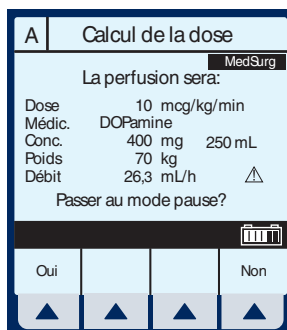 A Calcul de la dose
MedSurg
La perfusion sera:
Dose 10 mcg/kg/min
Médic. DOPamine
Conc. 400 mg 250 mL
Poids 70 kg
Débit 26,3 mL/h
Passer au mode pause?
Oui Non